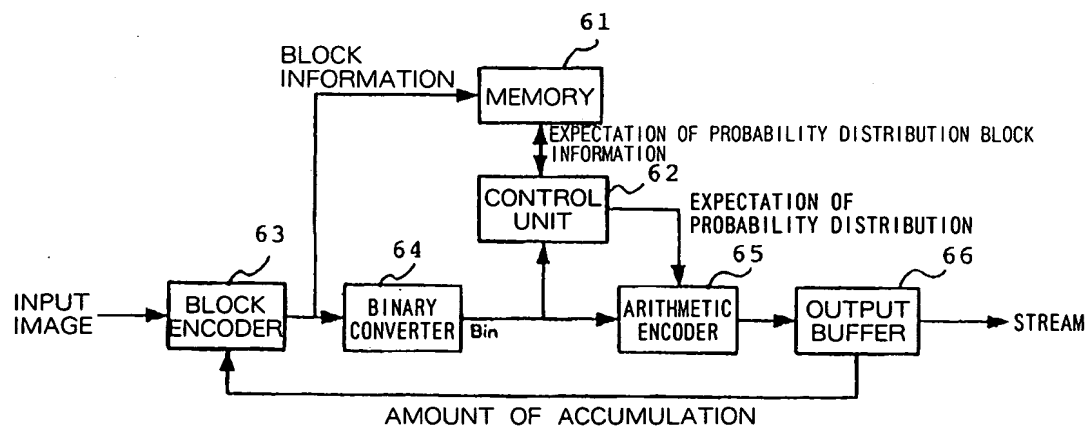 61
BLOCK
INFORMATION
MEMORY
EXPECTATION OF PROBABILITY DISTRIBUTION BLOCK
INFORMATION
62
CONTROL
UNIT
EXPECTATION OF
PROBABILITY DISTRIBUTION
63
64
65
66
INPUT
IMAGE
BLOCK
ENCODER
BINARY
CONVERTER
Bin
ARITHMETIC
ENCODER
OUTPUT
BUFFER
STREAM
AMOUNT OF ACCUMULATION